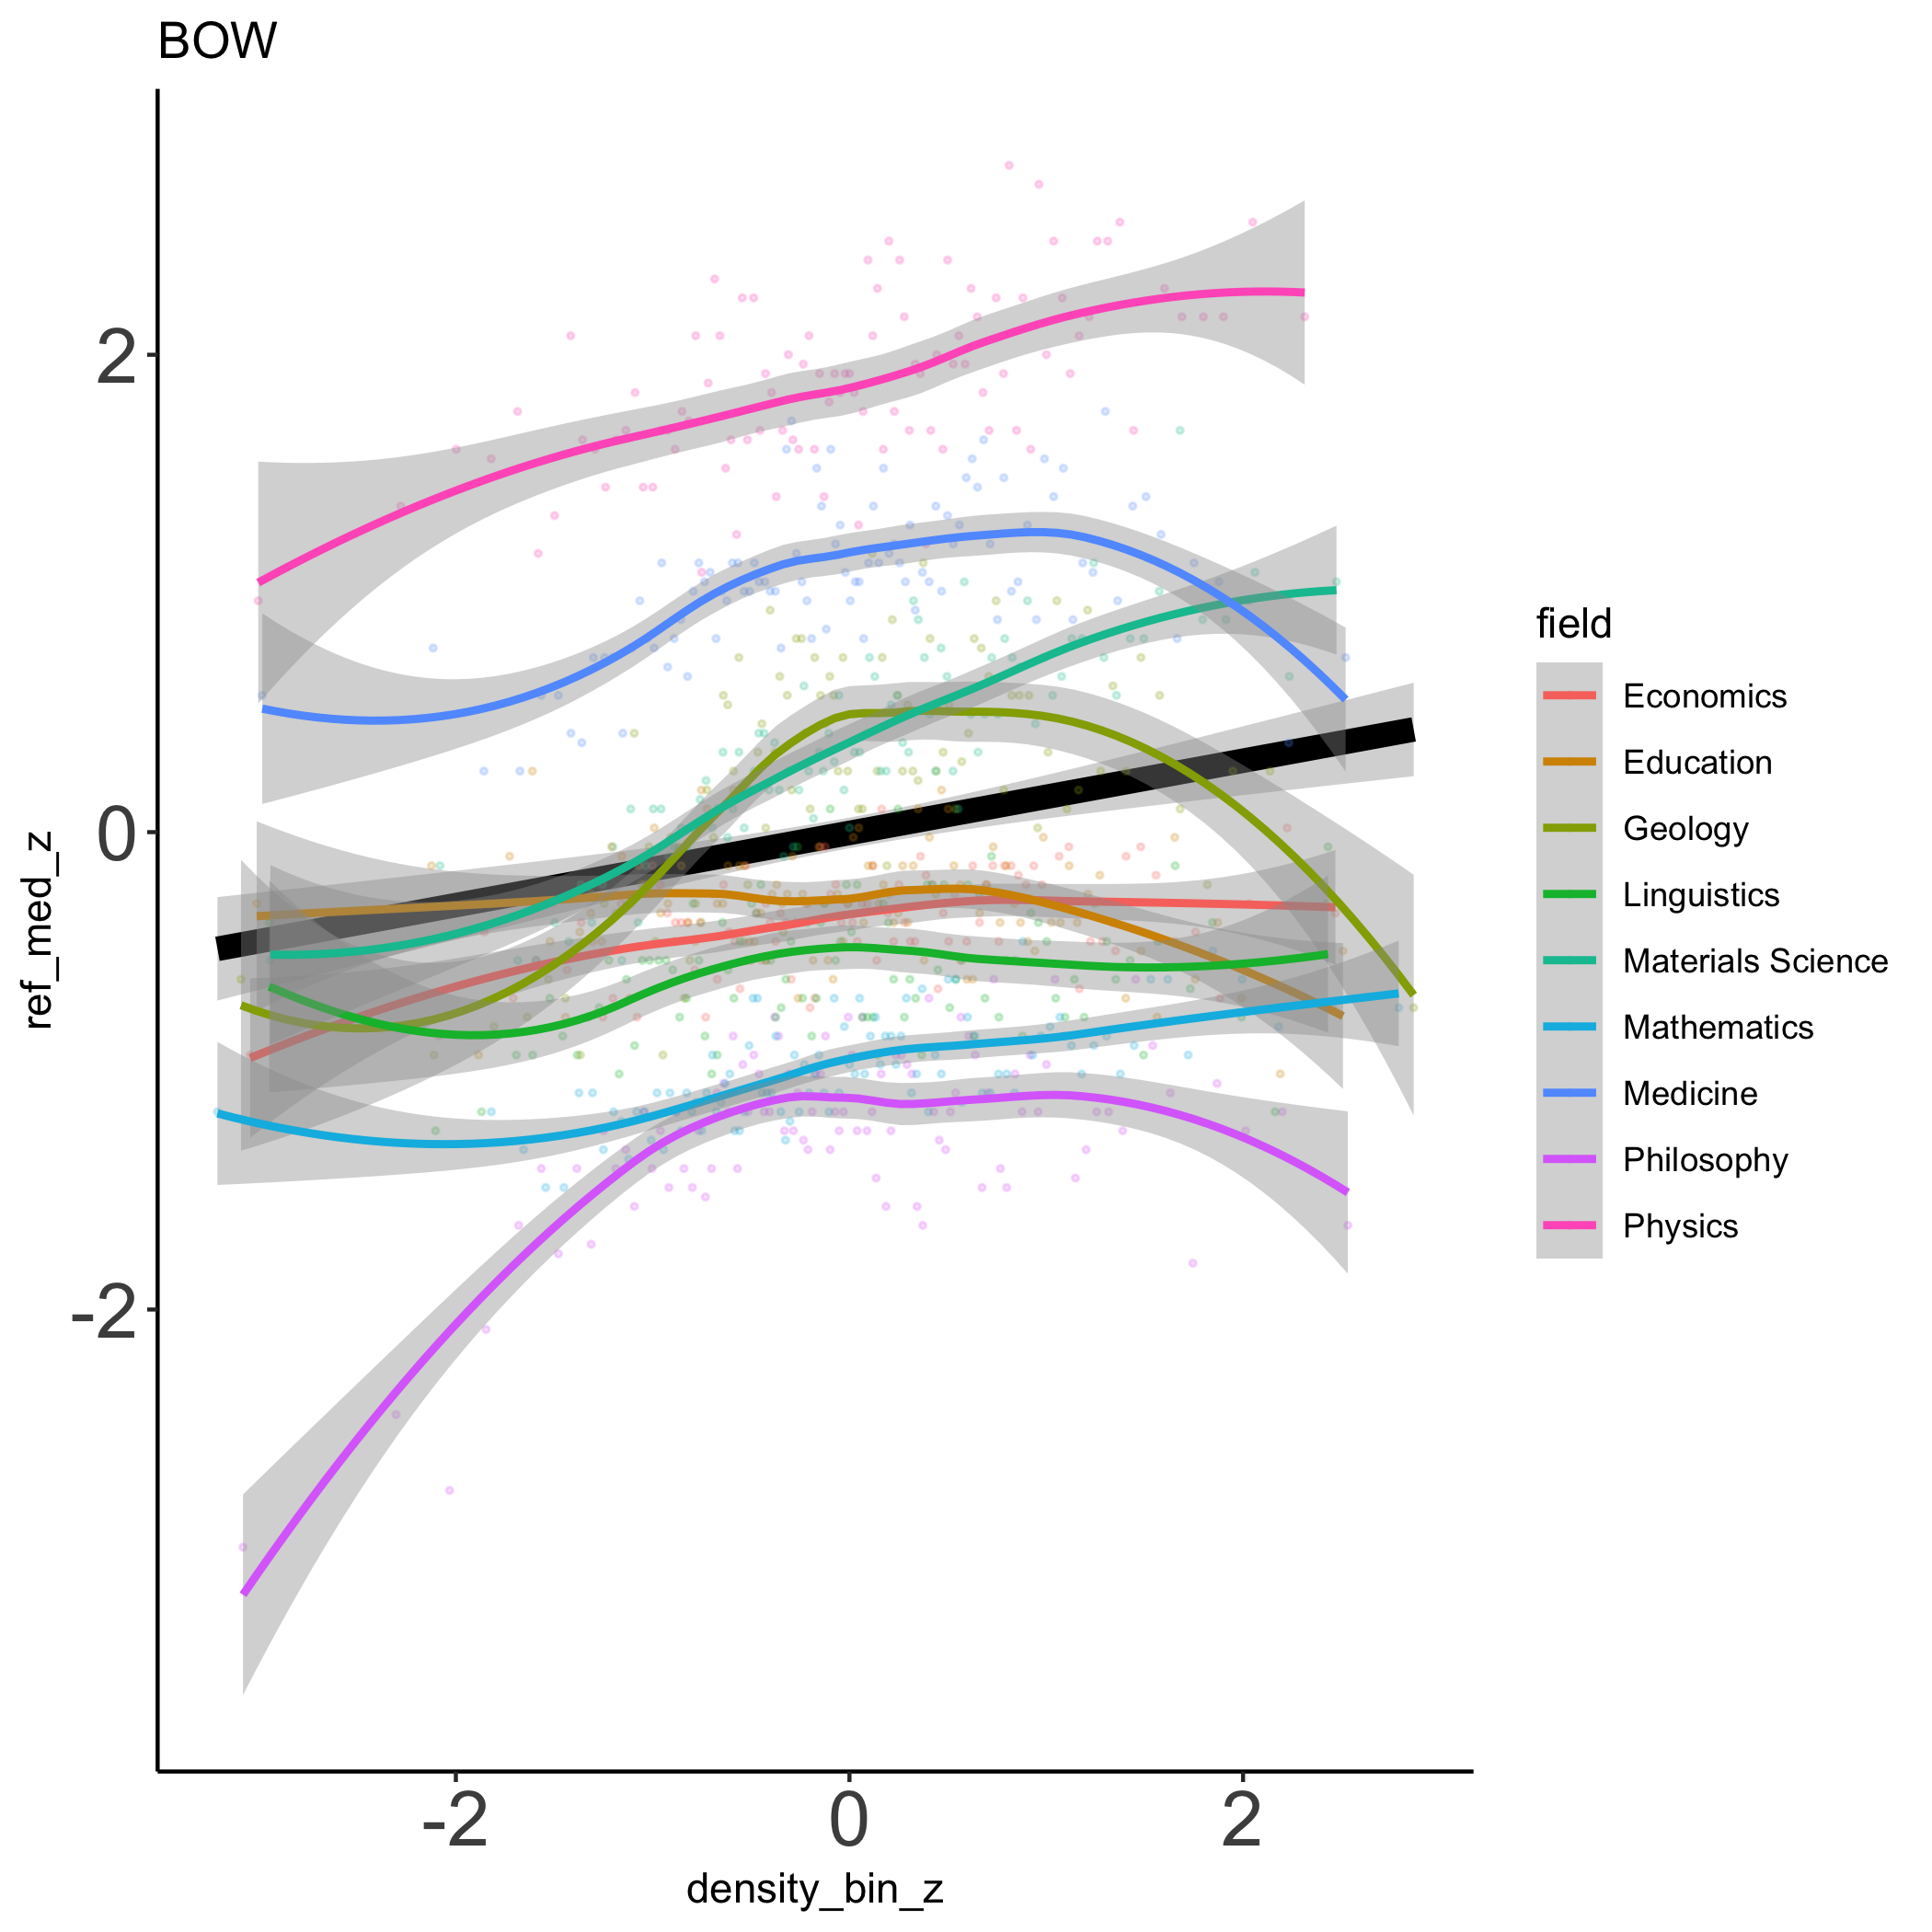 BOW
ref_med_z
2
0
-2
-2
0
2
density_bin_z
field
Economics
Education
Geology
Linguistics
Materials Science
Mathematics
Medicine
Philosophy
Physics